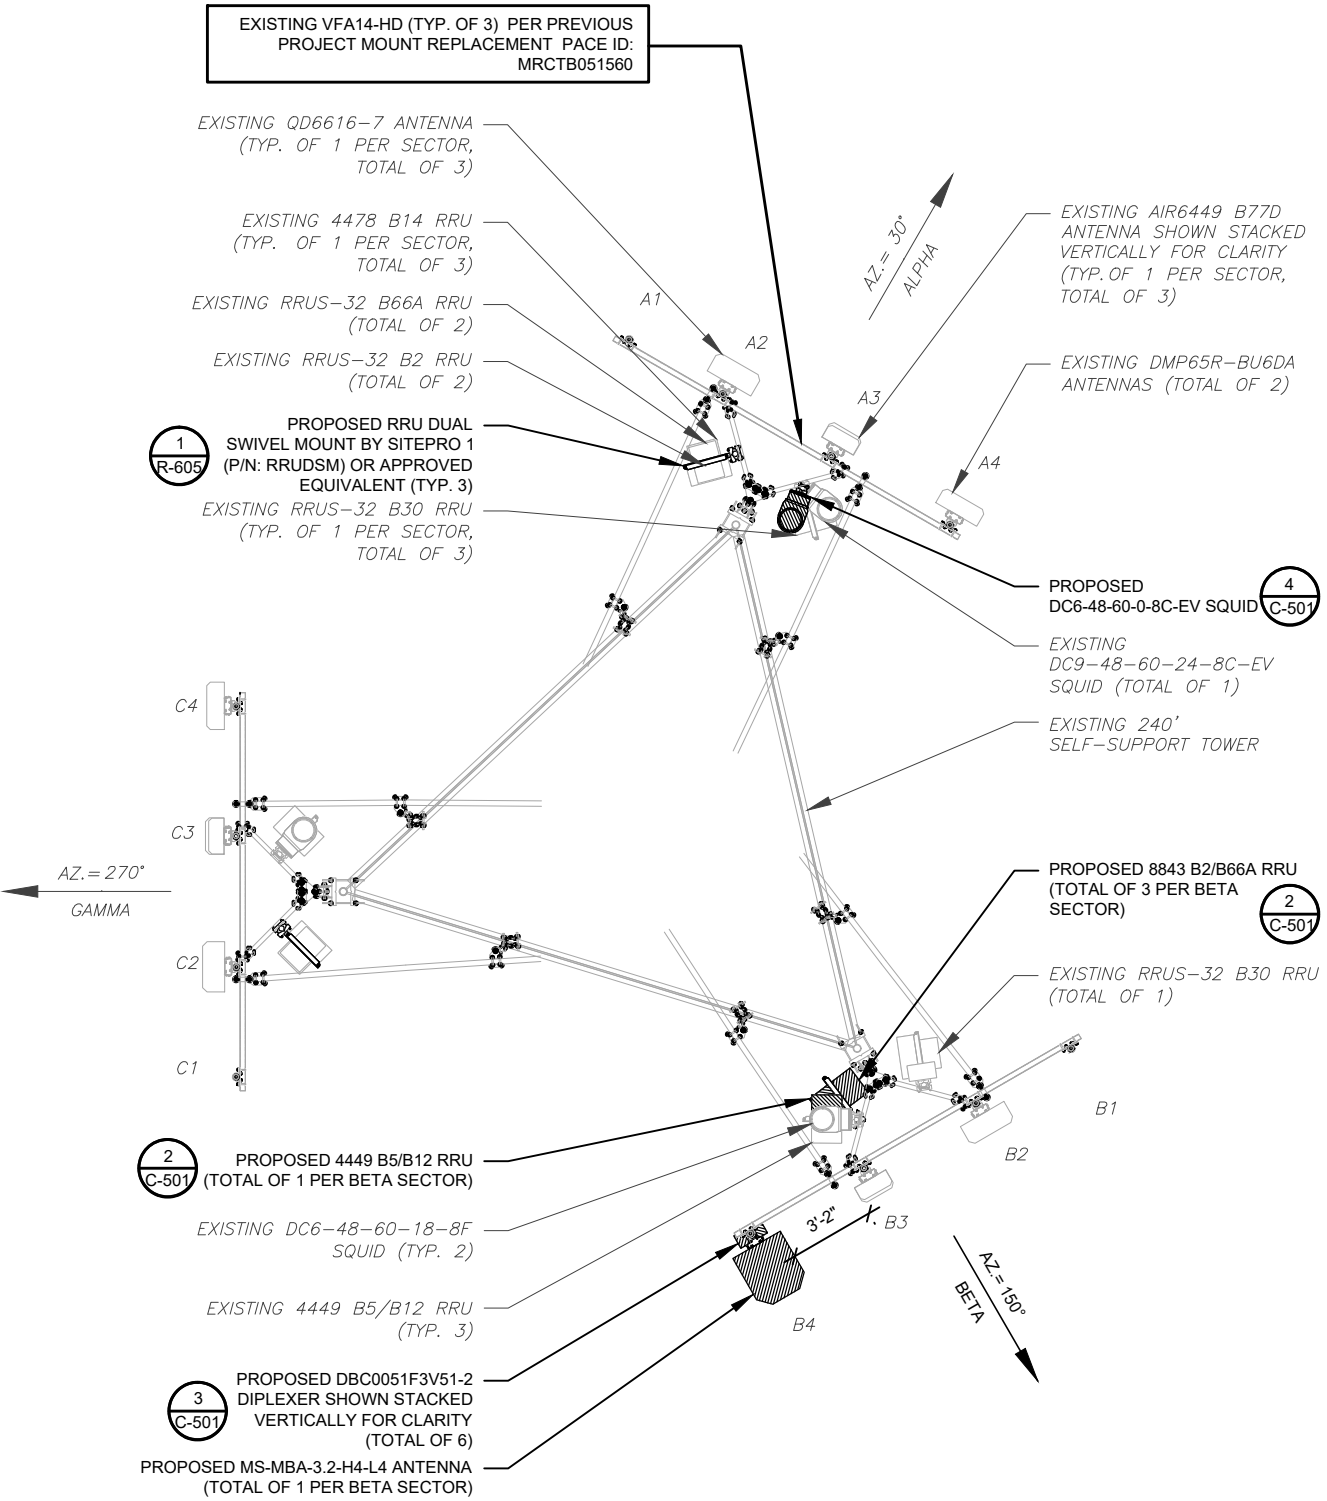 EXISTING VFA14-HD (TYP. OF 3)  PER PREVIOUS
PROJECT MOUNT REPLACEMENT  PACE ID:
MRCTB051560
EXISTING QD6616-7 ANTENNA
(TYP. OF 1 PER SECTOR,
TOTAL OF 3)
EXISTING 4478 B14 RRU
(TYP.  OF 1 PER SECTOR,
TOTAL OF 3)
EXISTING RRUS-32 B66A RRU
(TOTAL OF 2)
EXISTING RRUS-32 B2 RRU
(TOTAL OF 2)
1
R-605
PROPOSED RRU DUAL
SWIVEL MOUNT BY SITEPRO 1
(P/N: RRUDSM) OR APPROVED
EQUIVALENT (TYP. 3)
EXISTING RRUS-32 B30 RRU
(TYP. OF 1 PER SECTOR,
TOTAL OF 3)
A1
A2
A3
A4
AZ.= 30°
ALPHA
EXISTING AIR6449 B77D
ANTENNA SHOWN STACKED
VERTICALLY FOR CLARITY
(TYP.OF 1 PER SECTOR,
TOTAL OF 3)
EXISTING DMP65R-BU6DA
ANTENNAS (TOTAL OF 2)
PROPOSED
DC6-48-60-0-8C-EV SQUID
4
C-501
EXISTING
DC9-48-60-24-8C-EV
SQUID (TOTAL OF 1)
EXISTING 240'
SELF-SUPPORT TOWER
C4
C3
AZ.= 270°
GAMMA
C2
C1
PROPOSED 8843 B2/B66A RRU
(TOTAL OF 3 PER BETA
SECTOR)
2
C-501
EXISTING RRUS-32 B30 RRU
(TOTAL OF 1)
B1
B2
B3
B4
3'-2"
AZ.= 150°
BETA
2
C-501
PROPOSED 4449 B5/B12 RRU
(TOTAL OF 1 PER BETA SECTOR)
EXISTING DC6-48-60-18-8F
SQUID (TYP. 2)
EXISTING 4449 B5/B12 RRU
(TYP. 3)
3
C-501
PROPOSED DBC0051F3V51-2
DIPLEXER SHOWN STACKED
VERTICALLY FOR CLARITY
(TOTAL OF 6)
PROPOSED MS-MBA-3.2-H4-L4 ANTENNA
(TOTAL OF 1 PER BETA SECTOR)